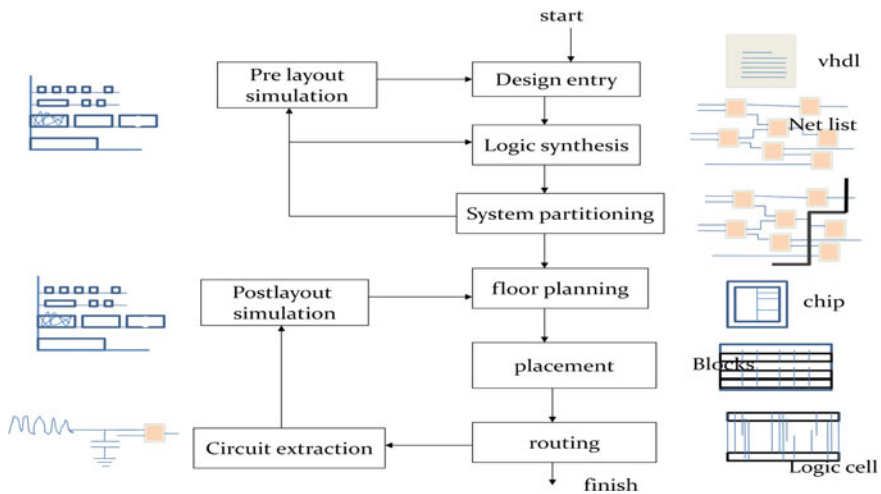 start
Pre layout
simulation
Design entry
vhdl
Net list
Logic synthesis
System partitioning
Postlayout
simulation
floor planning
chip
placement
Blocks
Circuit extraction
routing
Logic cell
finish